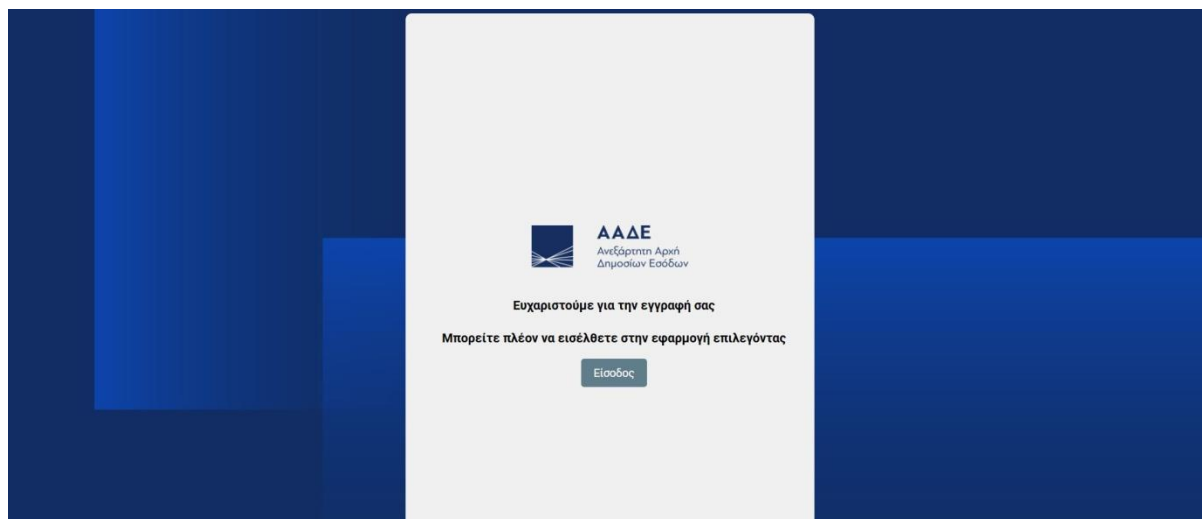 ΑΑΔΕ
Ανεξάρτητη Αρχή
Δημοσίων Εσόδων
Ευχαριστούμε για την εγγραφή σας
Μπορείτε πλέον να εισέλθετε στην εφαρμογή επιλεγόντας
Είσοδος